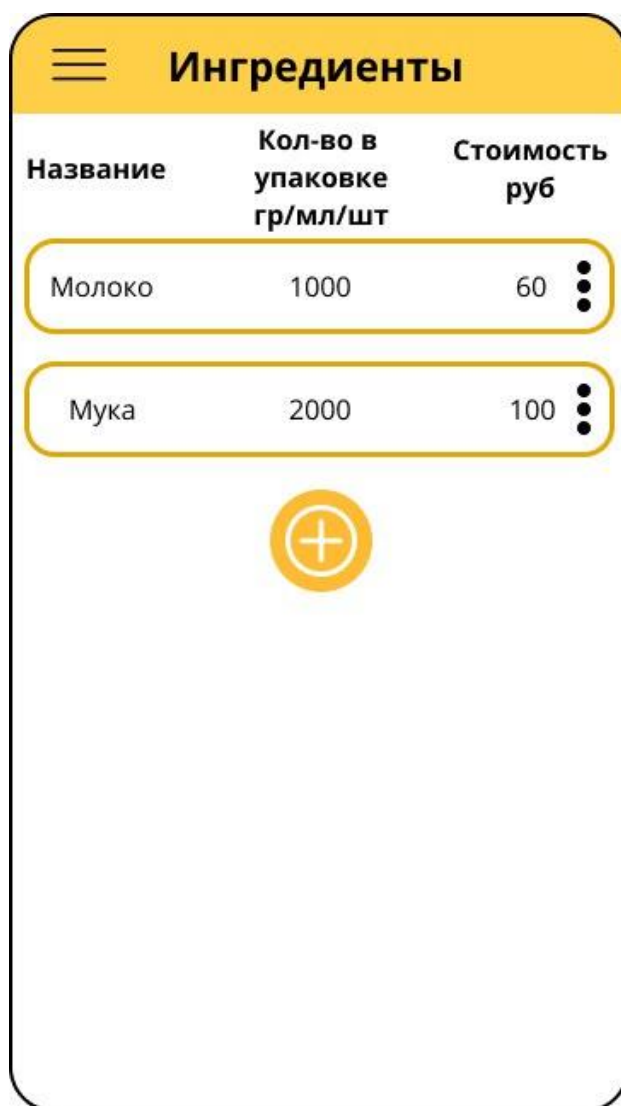 Ингредиенты
Название
Кол-во в
упаковке
гр/мл/шт
Стоимость
руб
Молоко 1000 60
Мука 2000 100